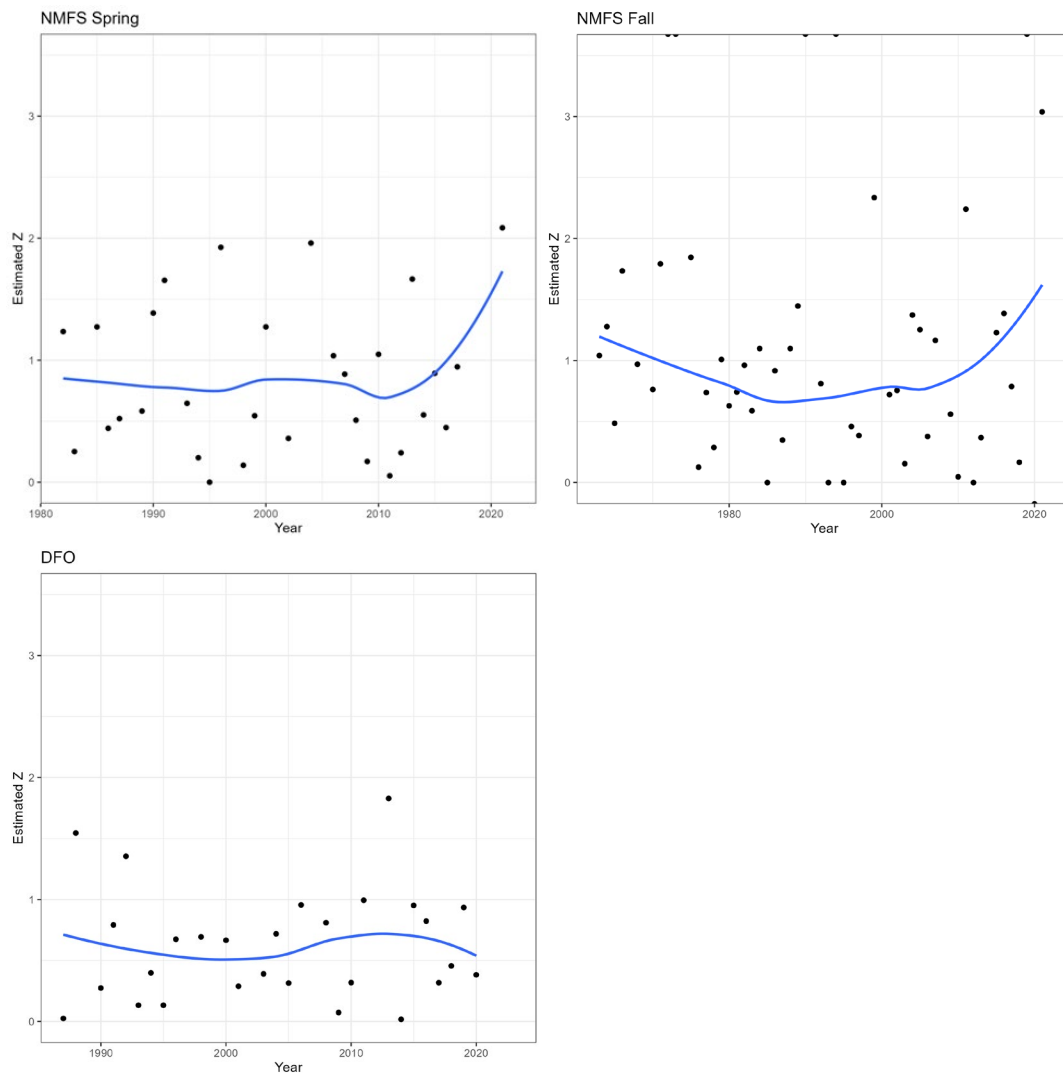 NMFS Spring
3
2
1
0
Estimated Z
1980
1990
2000
2010
2020
Year
NMFS Fall
3
2
1
0
Estimated Z
1980
2000
2020
Year
DFO
3
2
1
0
Estimated Z
1990
2000
2010
2020
Year